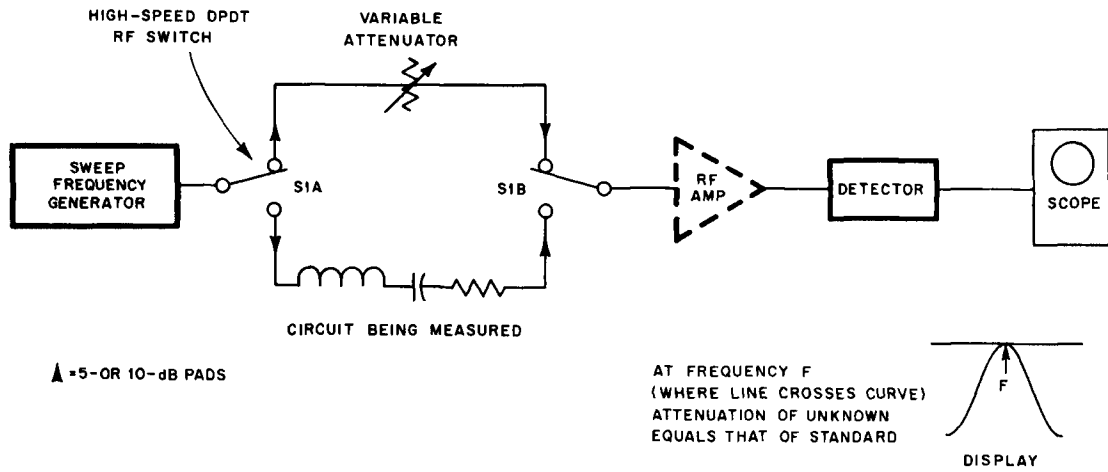 HIGH-SPEED DPDT
RF SWITCH
VARIABLE
ATTENUATOR
SWEEP
FREQUENCY
GENERATOR
S1A
S1B
RF
AMP
DETECTOR
SCOPE
CIRCUIT BEING MEASURED
=5-OR 10-dB PADS
AT FREQUENCY F
(WHERE LINE CROSSES CURVE)
ATTENUATION OF UNKNOWN
EQUALS THAT OF STANDARD
F
DISPLAY